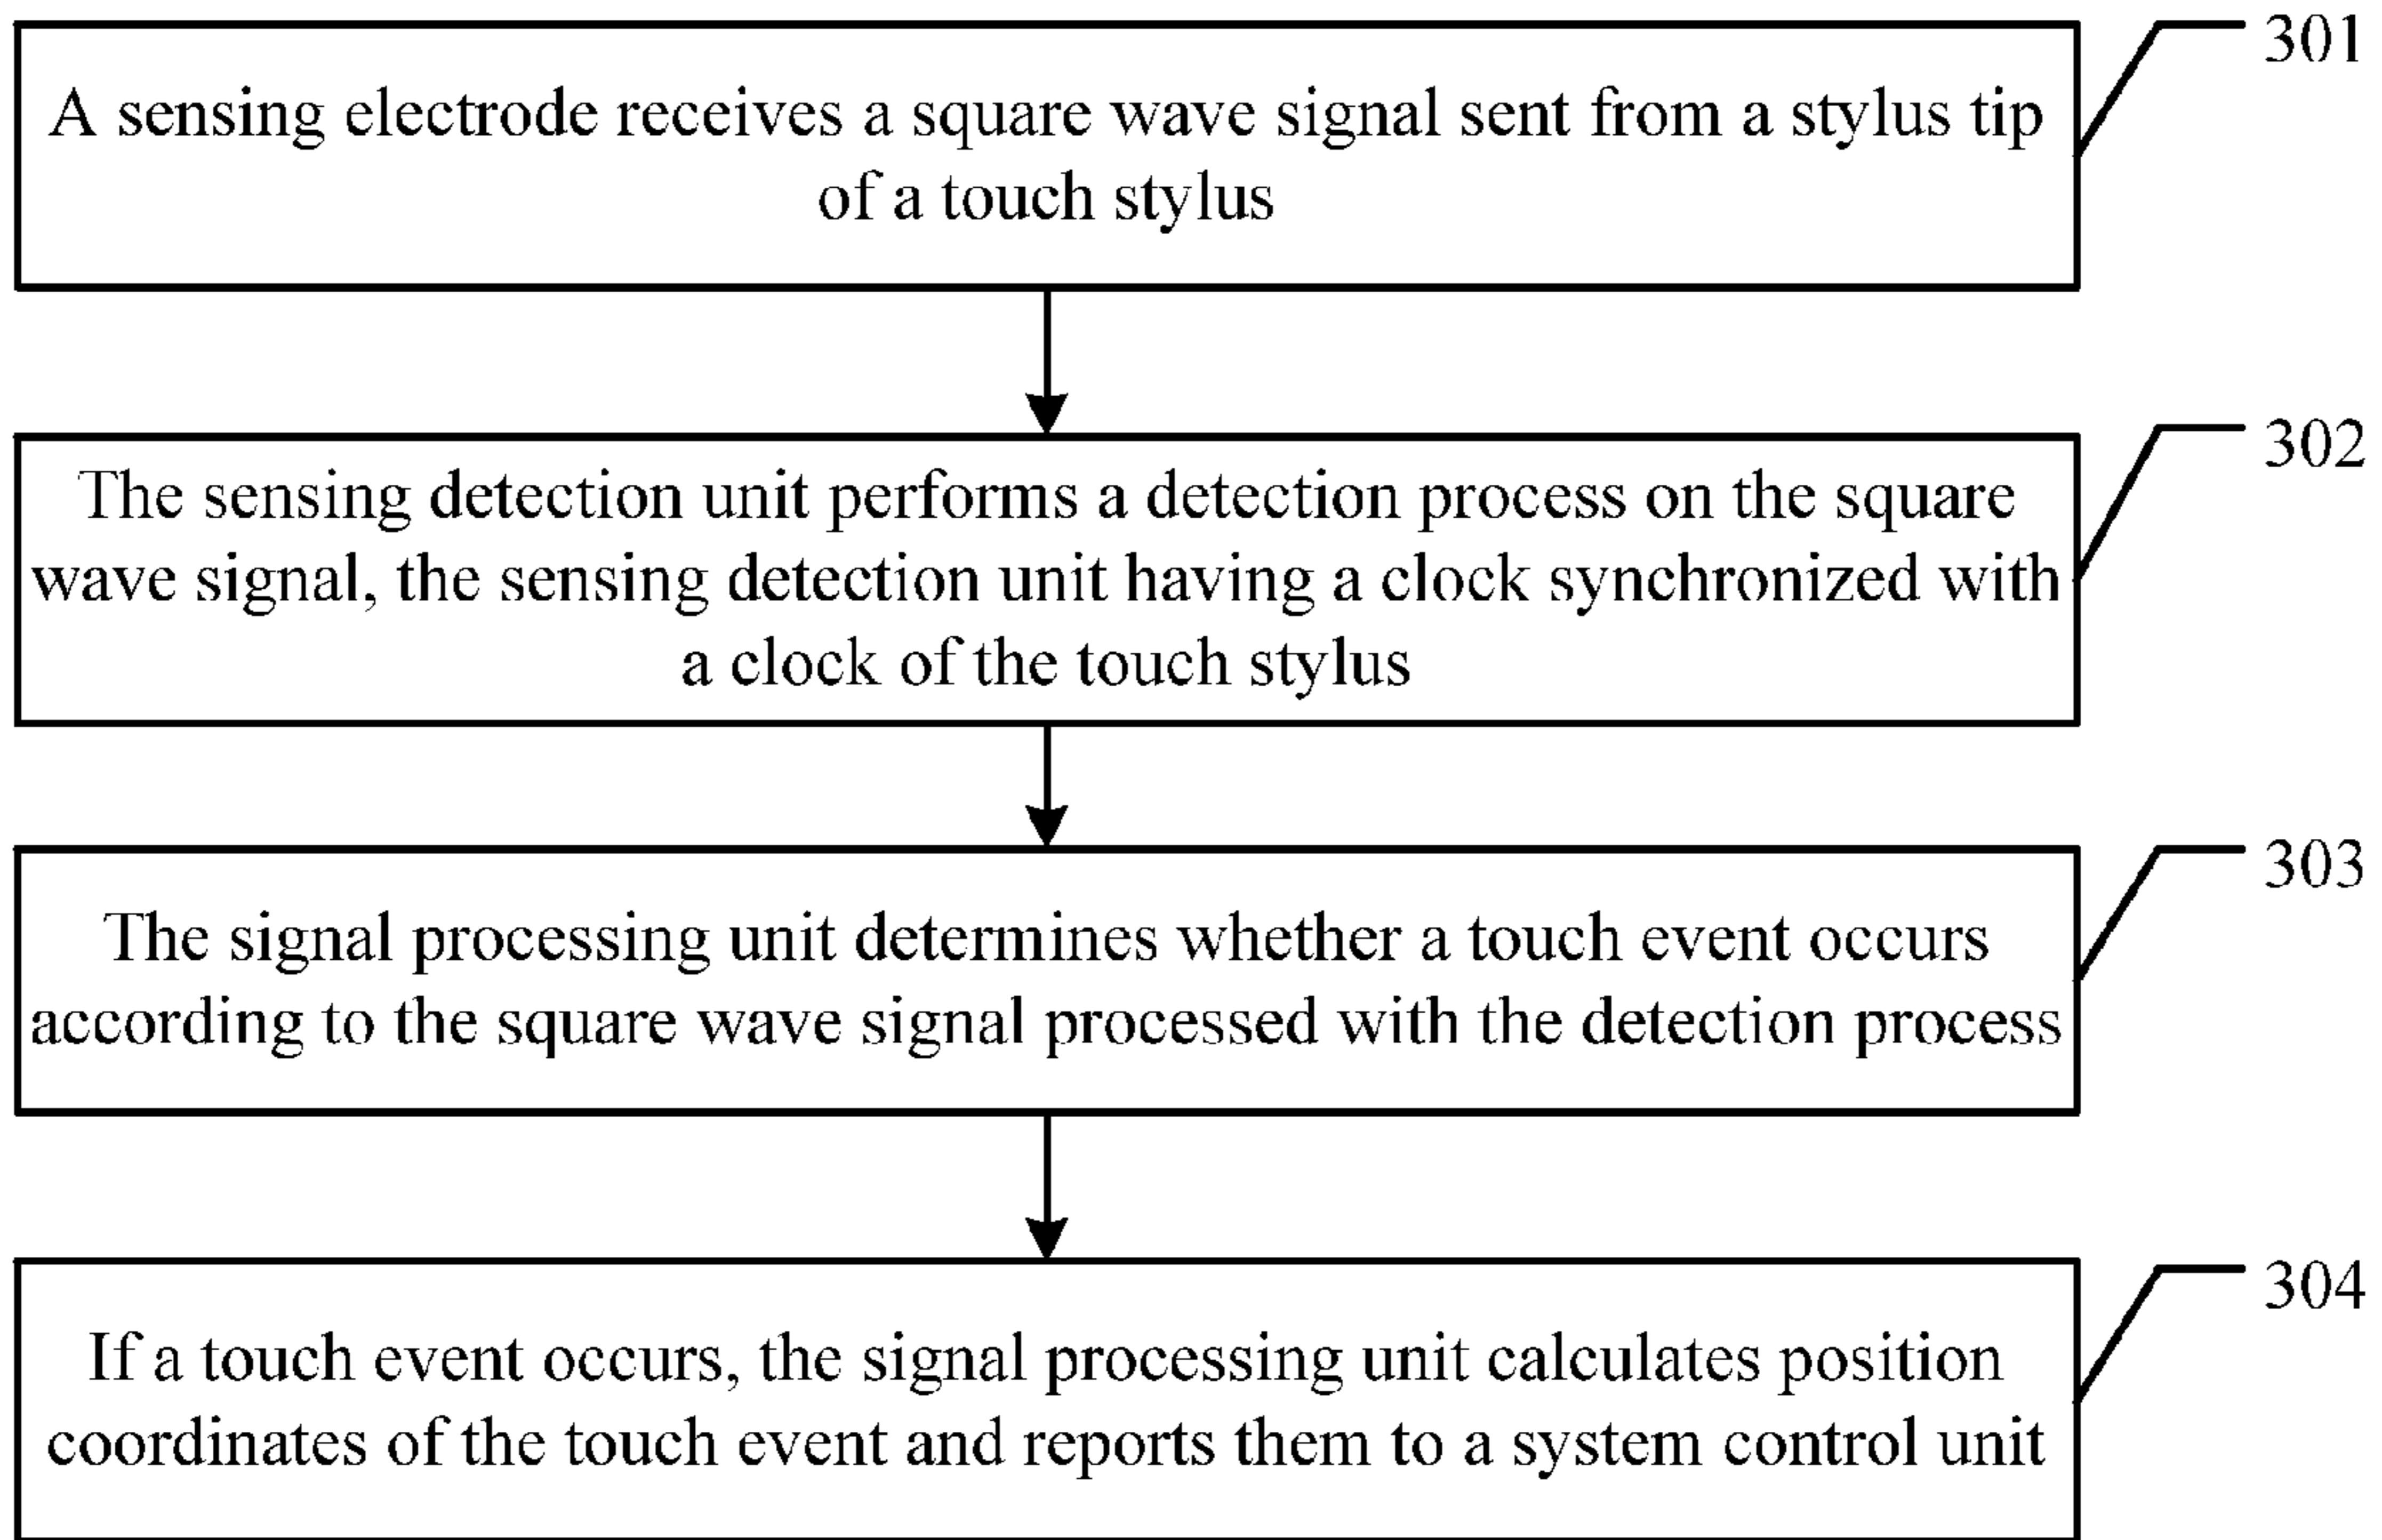 A sensing electrode receives a square wave signal sent from a stylus tip
of a touch stylus
301
The sensing detection unit performs a detection process on the square
wave signal, the sensing detection unit having a clock synchronized with
a clock of the touch stylus
302
The signal processing unit determines whether a touch event occurs
according to the square wave signal processed with the detection process
303
If a touch event occurs, the signal processing unit calculates position
coordinates of the touch event and reports them to a system control unit
304